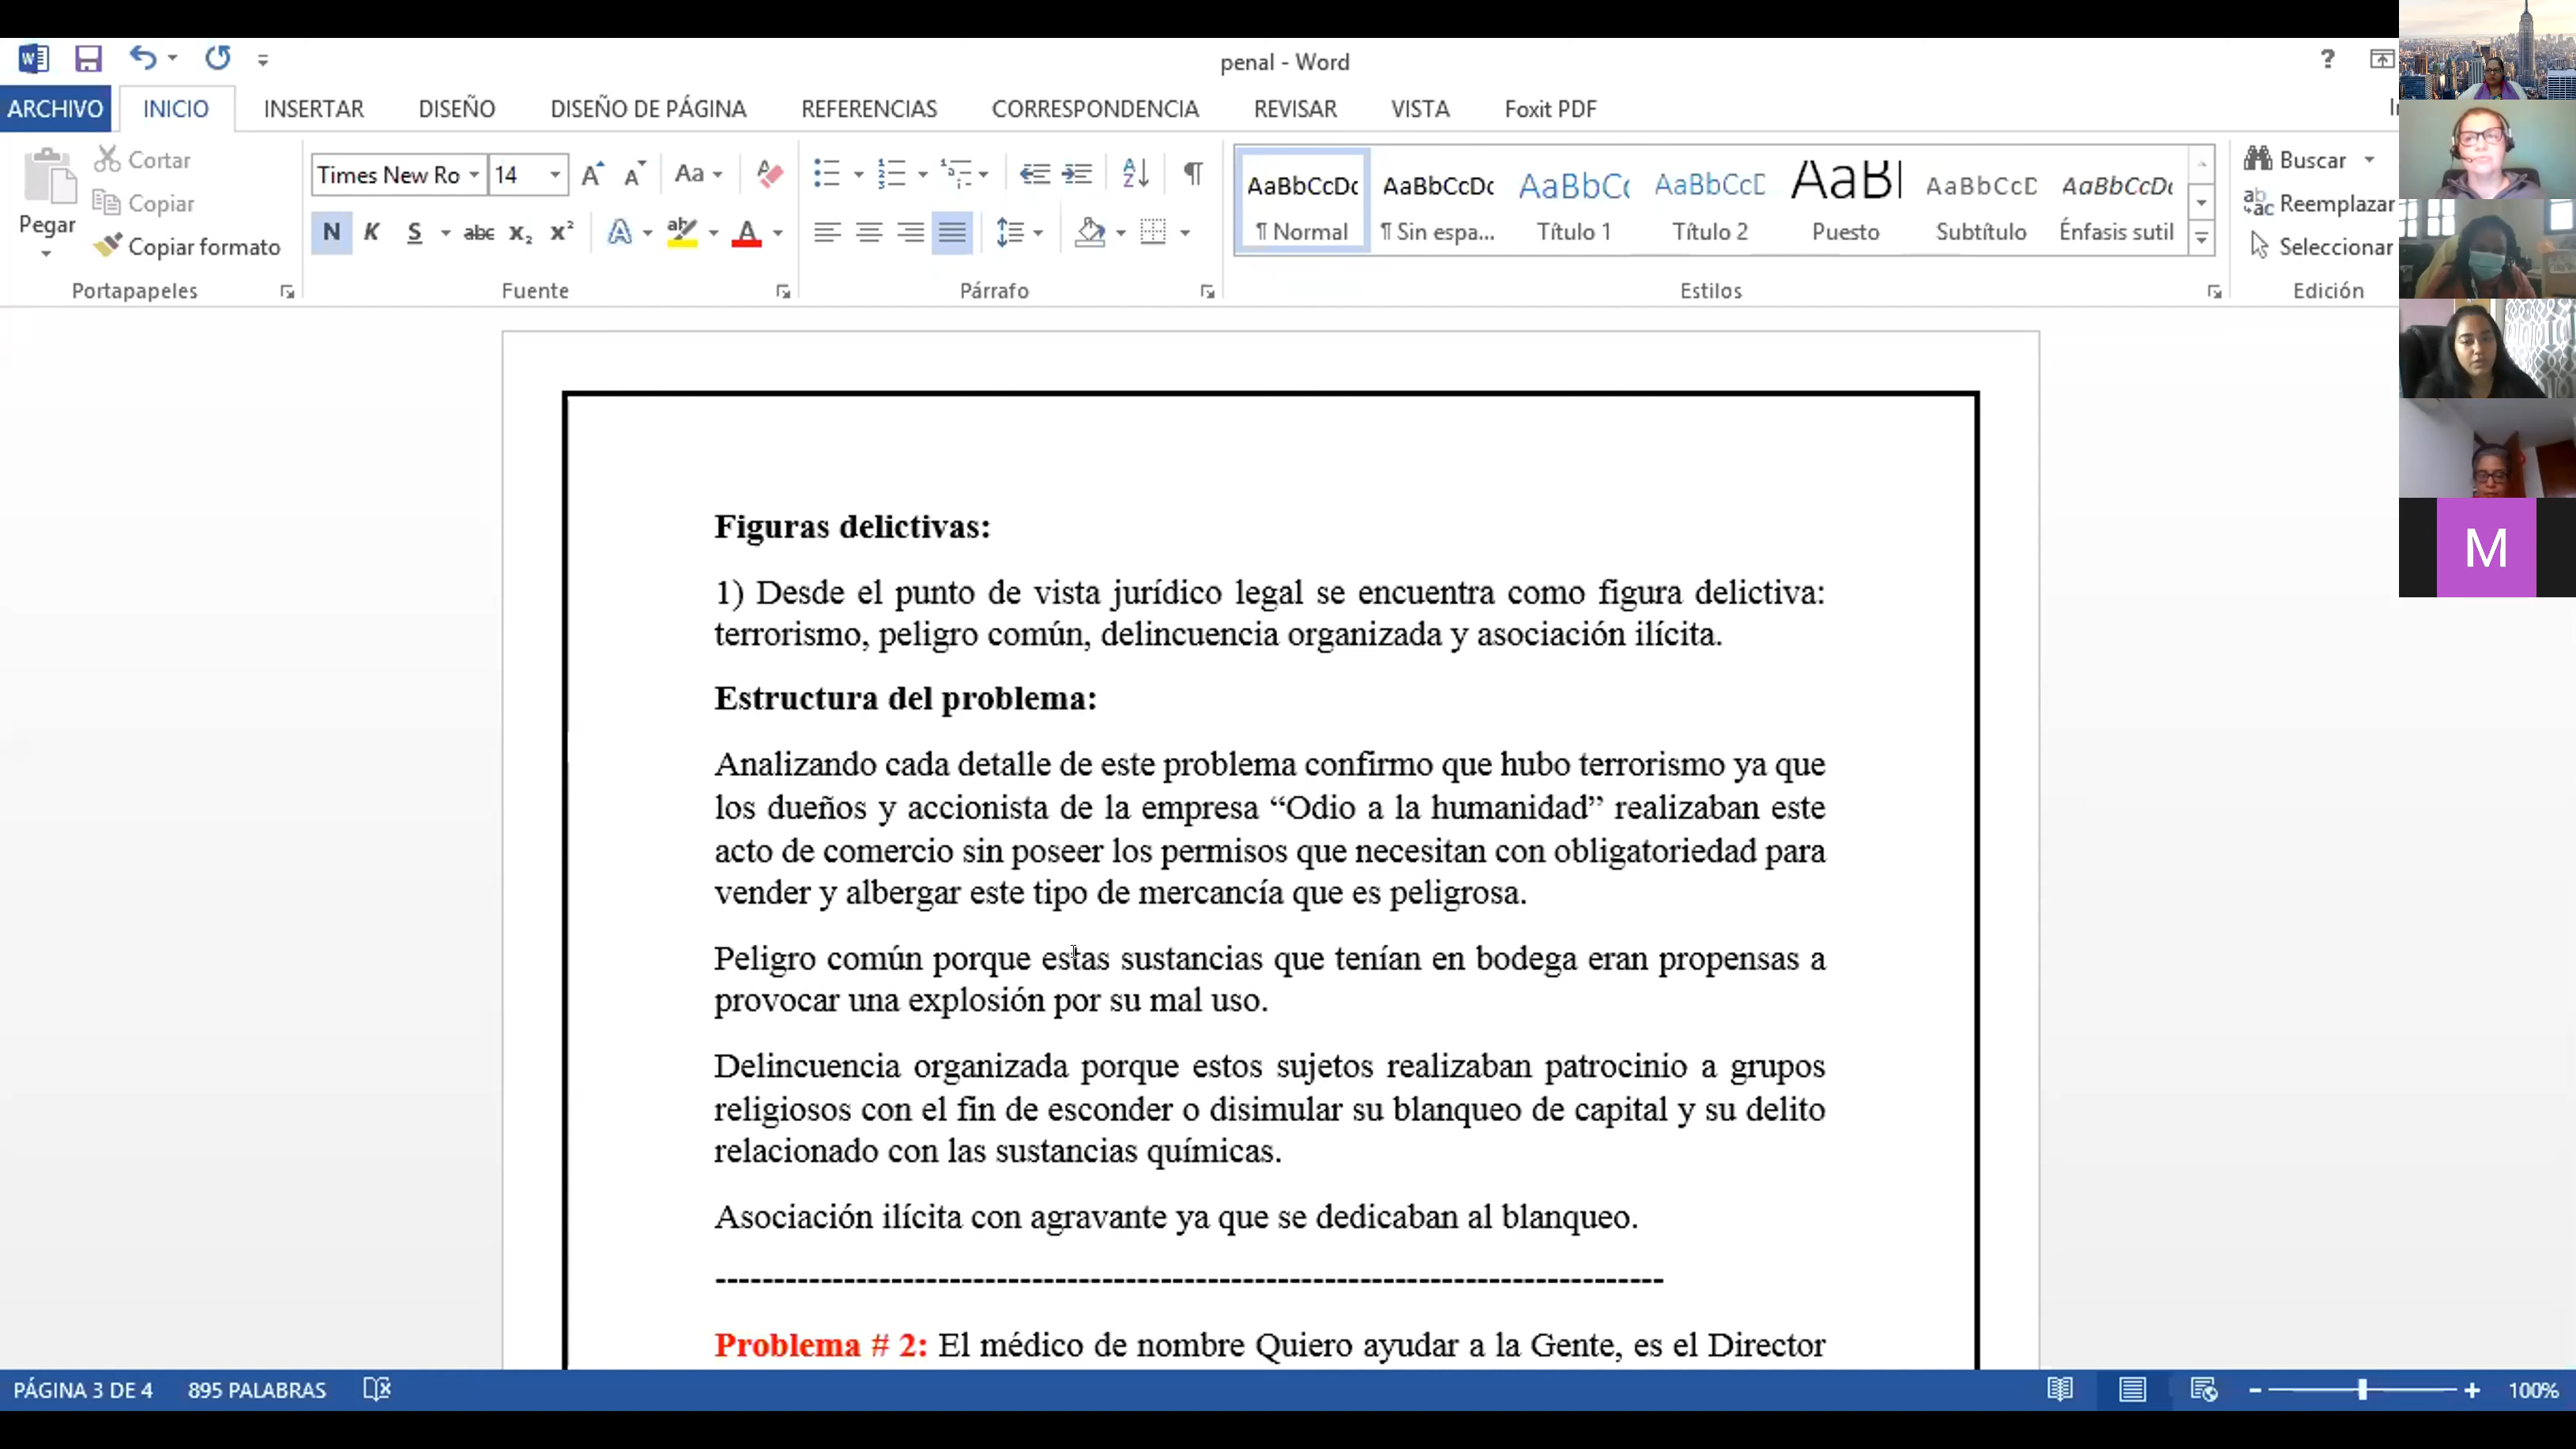 penal - Word
ARCHIVO INICIO INSERTAR DISEÑO DISEÑO DE PÁGINA REFERENCIAS CORRESPONDENCIA REVISAR VISTA Foxit PDF
Pegar
Cortar
Copiar
Copiar formato
Portapapeles
Times New Ro 14
Fuente
Párrafo
AaBbCcDc AaBbCcDc AaBbC AaBbCcD AaB AaBbCcD AaBbCcDc
¶ Normal ¶ Sin espa... Título 1 Título 2 Puesto Subtítulo Énfasis sutil
Estilos
Buscar
Reemplazar
Seleccionar
Edición
Figuras delictivas:
1) Desde el punto de vista jurídico legal se encuentra como figura delictiva:
terrorismo, peligro común, delincuencia organizada y asociación ilícita.
Estructura del problema:
Analizando cada detalle de este problema confirmo que hubo terrorismo ya que
los dueños y accionista de la empresa “Odio a la humanidad” realizaban este
acto de comercio sin poseer los permisos que necesitan con obligatoriedad para
vender y albergar este tipo de mercancía que es peligrosa.
Peligro común porque estas sustancias que tenían en bodega eran propensas a
provocar una explosión por su mal uso.
Delincuencia organizada porque estos sujetos realizaban patrocinio a grupos
religiosos con el fin de esconder o disimular su blanqueo de capital y su delito
relacionado con las sustancias químicas.
Asociación ilícita con agravante ya que se dedicaban al blanqueo.
--------------------------------------------------------------------------------
Problema # 2: El médico de nombre Quiero ayudar a la Gente, es el Director
PÁGINA 3 DE 4 895 PALABRAS 100%
M